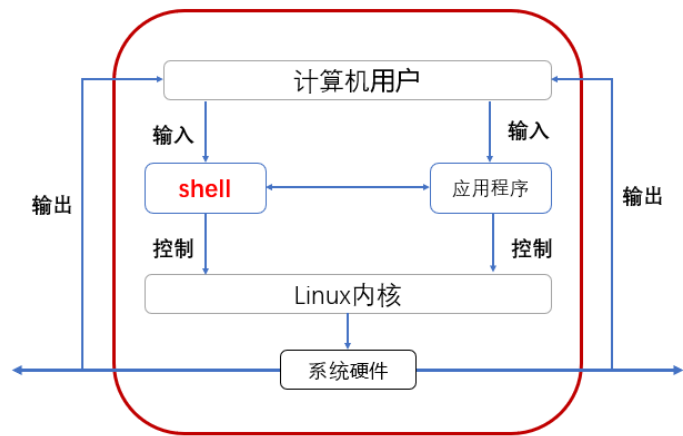 计算机用户
输入
输入
shell
应用程序
输出
输出
控制
控制
Linux内核
系统硬件